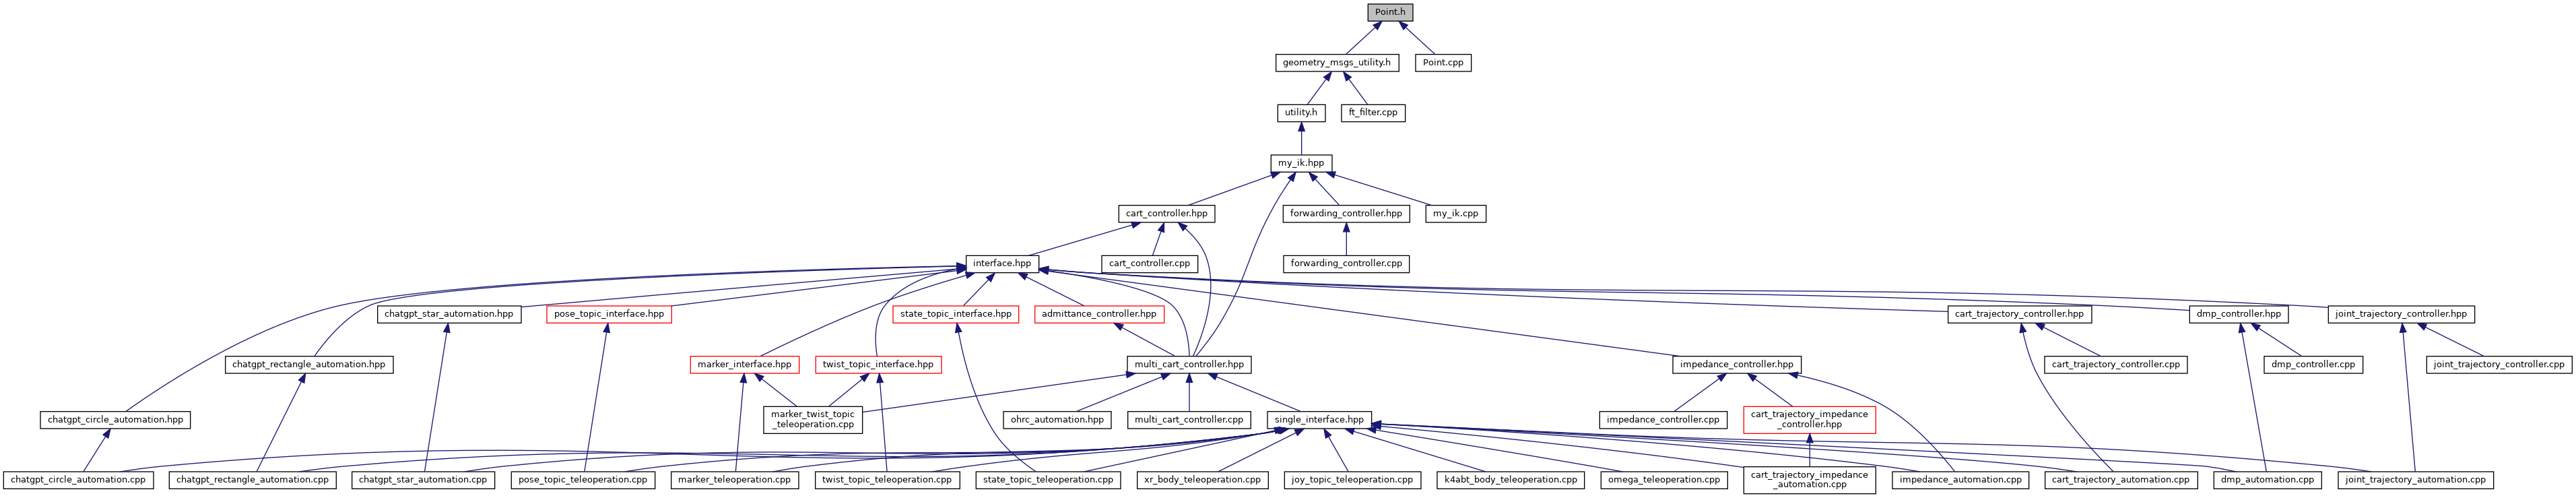 Point.h
geometry_msgs_utility.h
Point.cpp
utility.h
ft_filter.cpp
my_ik.hpp
cart_controller.hpp
forwarding_controller.hpp
my_ik.cpp
interface.hpp
cart_controller.cpp
forwarding_controller.cpp
chatgpt_star_automation.hpp
pose_topic_interface.hpp
state_topic_interface.hpp
admittance_controller.hpp
cart_trajectory_controller.hpp
dmp_controller.hpp
joint_trajectory_controller.hpp
chatgpt_rectangle_automation.hpp
marker_interface.hpp
twist_topic_interface.hpp
multi_cart_controller.hpp
impedance_controller.hpp
cart_trajectory_controller.cpp
dmp_controller.cpp
joint_trajectory_controller.cpp
chatgpt_circle_automation.hpp
marker_twist_topic
_teleoperation.cpp
ohrc_automation.hpp
multi_cart_controller.cpp
single_interface.hpp
impedance_controller.cpp
cart_trajectory_impedance
_controller.hpp
chatgpt_circle_automation.cpp
chatgpt_rectangle_automation.cpp
chatgpt_star_automation.cpp
pose_topic_teleoperation.cpp
marker_teleoperation.cpp
twist_topic_teleoperation.cpp
state_topic_teleoperation.cpp
xr_body_teleoperation.cpp
joy_topic_teleoperation.cpp
k4abt_body_teleoperation.cpp
omega_teleoperation.cpp
cart_trajectory_impedance
_automation.cpp
impedance_automation.cpp
cart_trajectory_automation.cpp
dmp_automation.cpp
joint_trajectory_automation.cpp